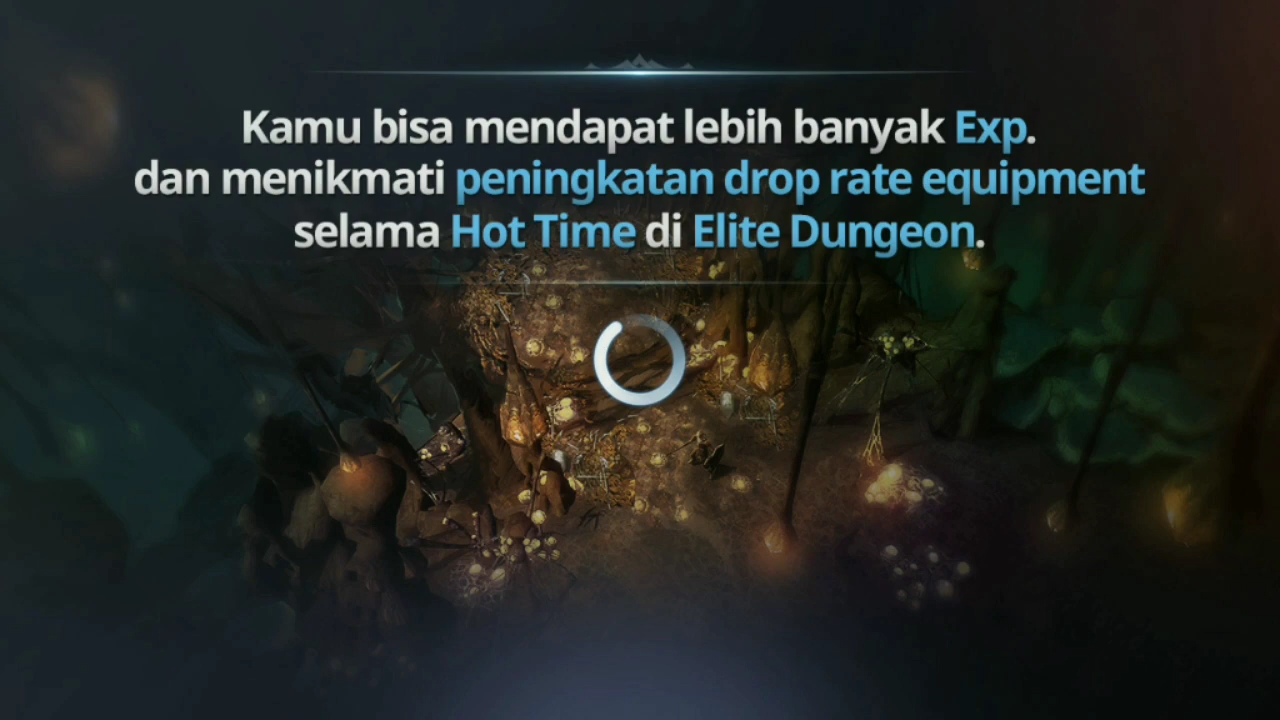 Kamu bisa mendapat lebih banyak Exp.
dan menikmati peningkatan drop rate equipment
selama Hot Time di Elite Dungeon.